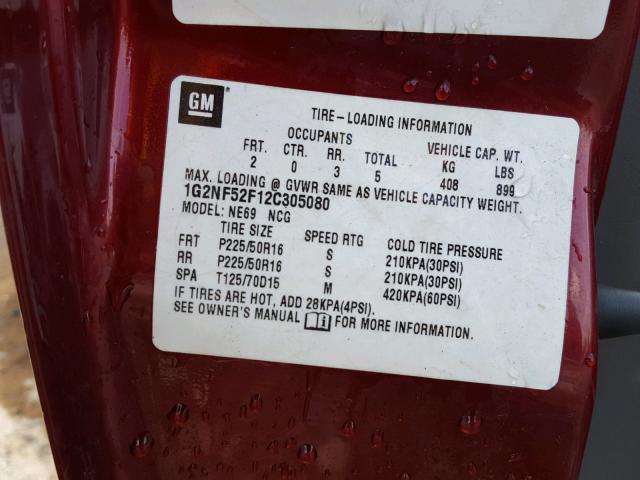 GM
TIRE-LOADING INFORMATION
OCCUPANTS VEHICLE CAP. WT.
FRT. CTR. RR. TOTAL KG LBS
2 0 3 5 408 899
MAX. LOADING @ GVWR SAME AS VEHICLE CAPACITY WEIGHT.
1G2NF52F12C305080
MODEL: NE69 NCG
TIRE SIZE SPEED RTG COLD TIRE PRESSURE
FRT P225/50R16 S 210KPA(30PSI)
RR P225/50R16 S 210KPA(30PSI)
SPA T125/70D15 M 420KPA(60PSI)
IF TIRES ARE HOT, ADD 28KPA(4PSI).
SEE OWNER'S MANUAL FOR MORE INFORMATION.